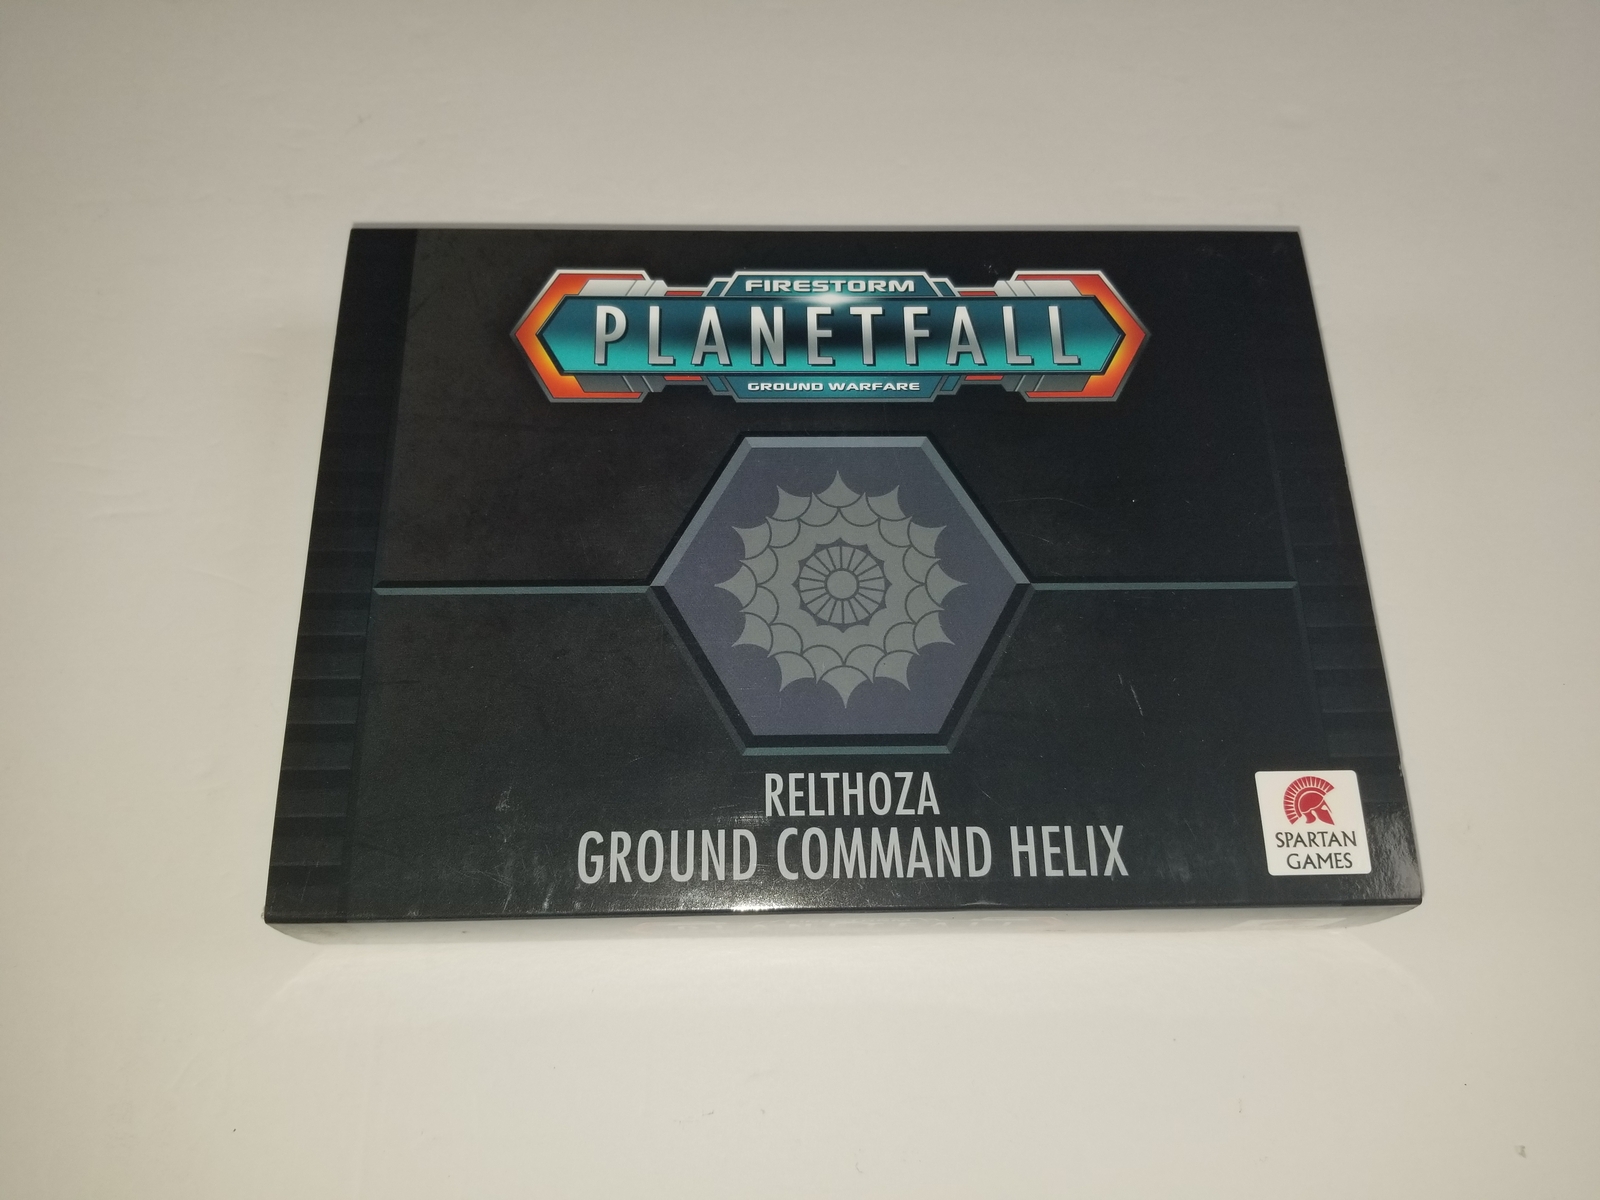 FIRESTORM
PLANETFALL
GROUND WARFARE
RELTHOZA
GROUND COMMAND HELIX
SPARTAN
GAMES